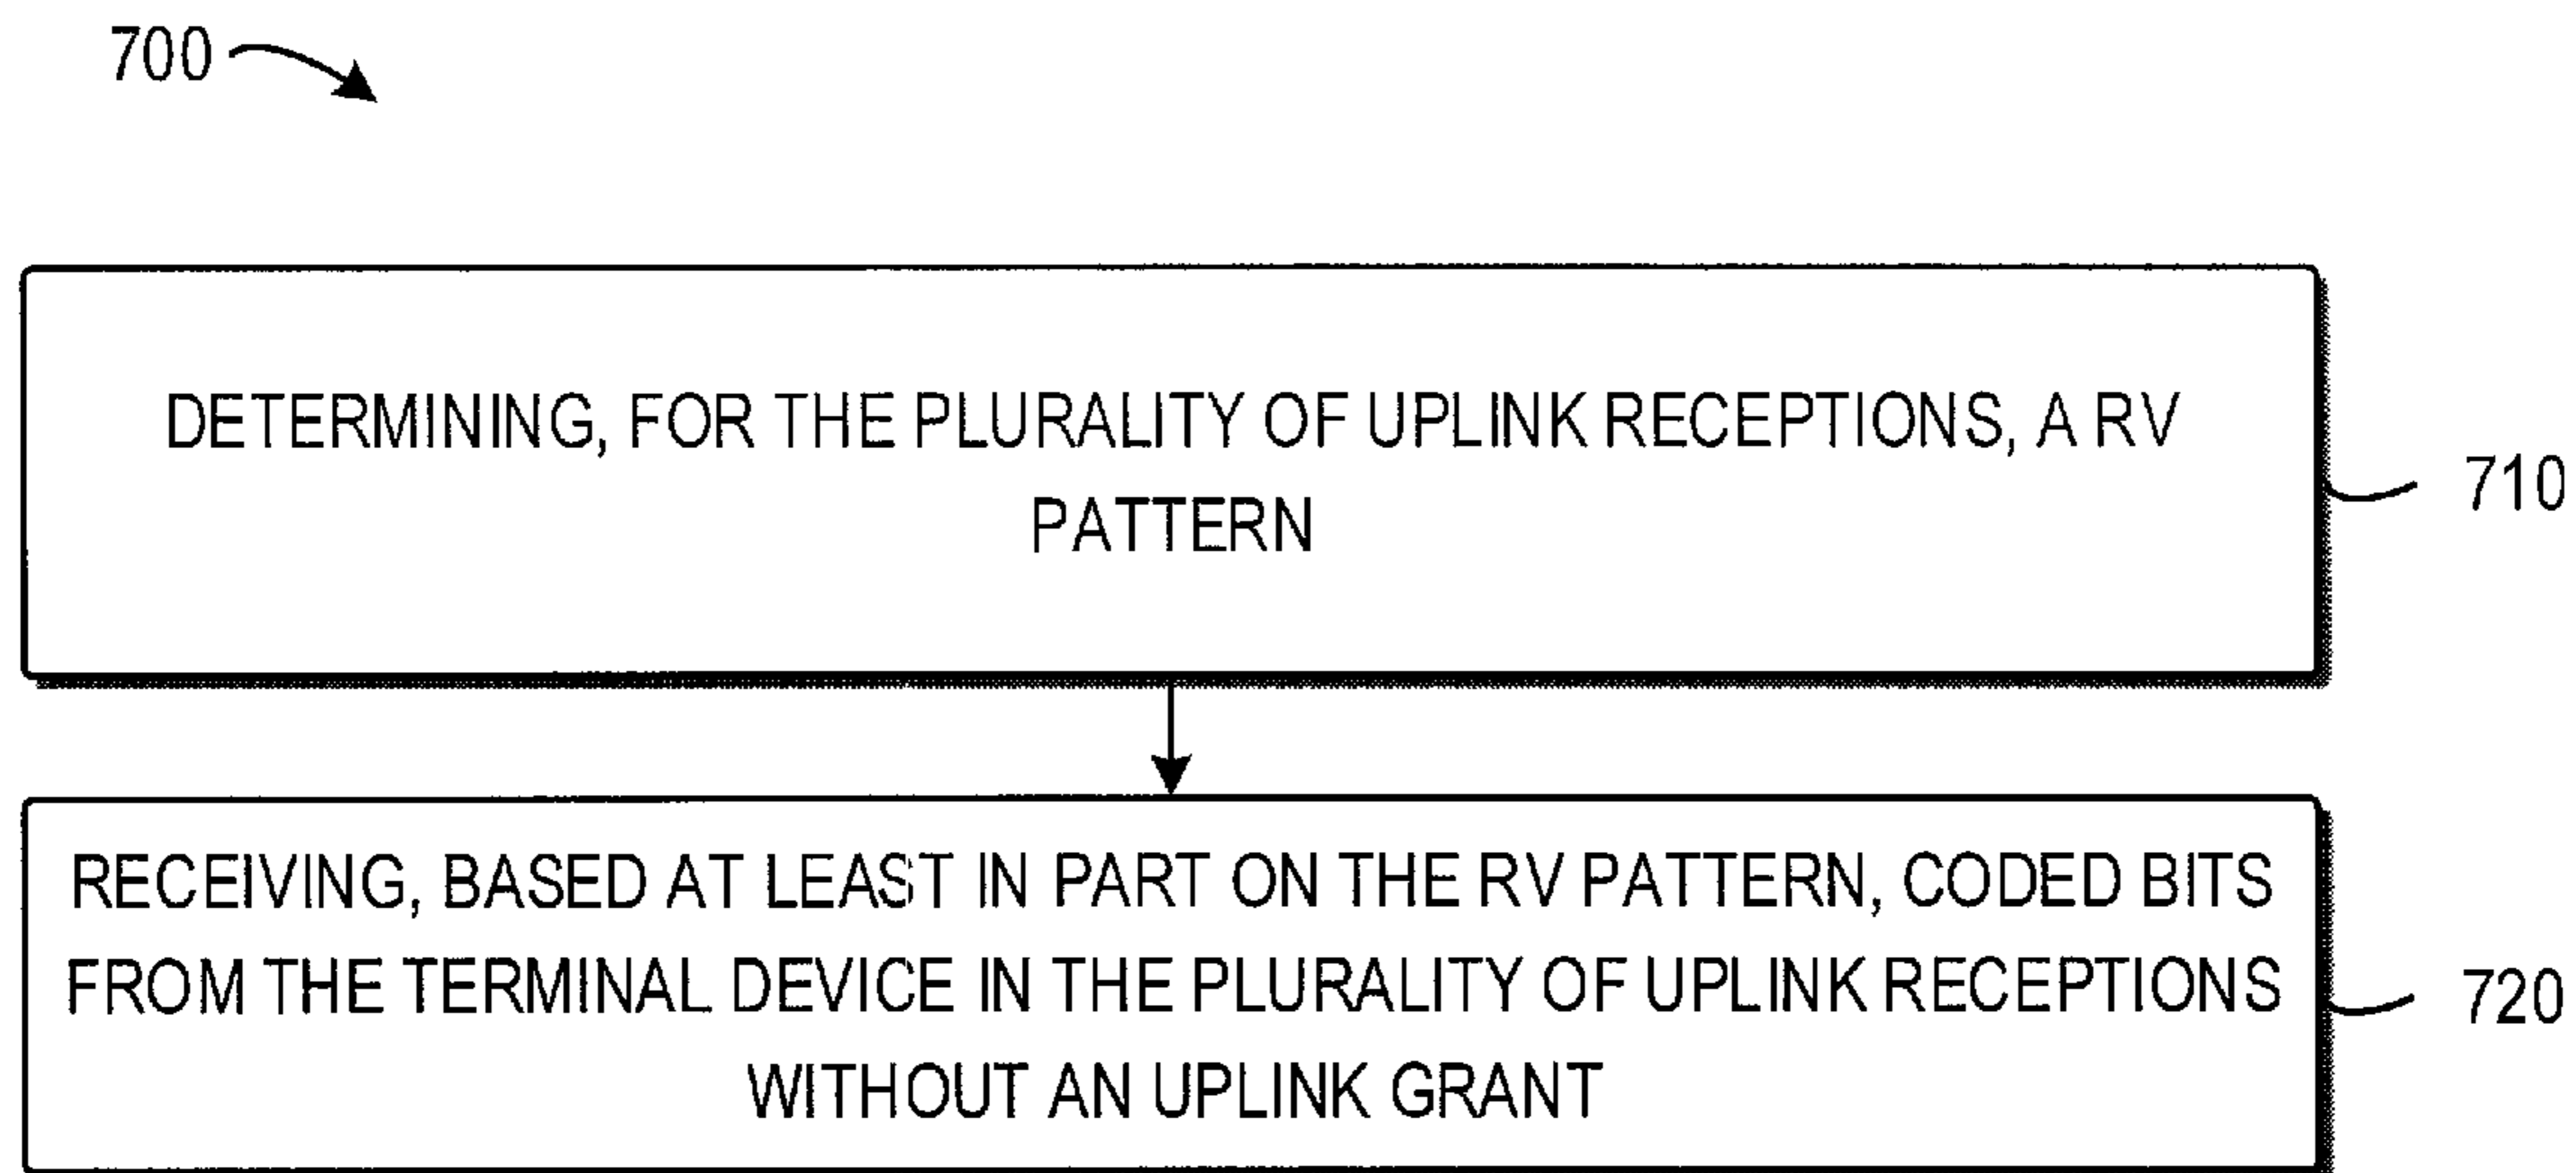 700
DETERMINING, FOR THE PLURALITY OF UPLINK RECEPTIONS, A RV
PATTERN
710
RECEIVING, BASED AT LEAST IN PART ON THE RV PATTERN, CODED BITS
FROM THE TERMINAL DEVICE IN THE PLURALITY OF UPLINK RECEPTIONS
WITHOUT AN UPLINK GRANT
720